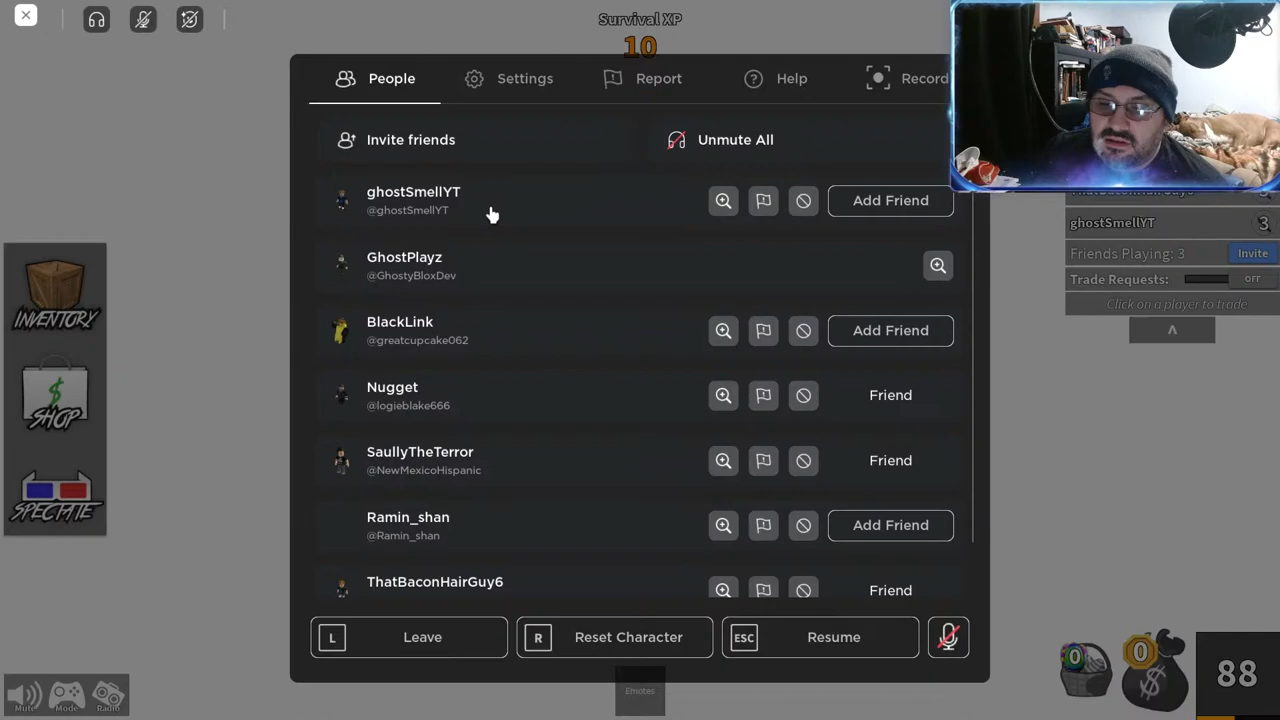 Survival XP
10
People
Settings
Report
Help
Record
Invite friends
Unmute All
ghostSmellYT
@ghostSmellYT
Add Friend
GhostPlayz
@GhostyBloxDev
BlackLink
@greatcupcake062
Add Friend
Nugget
@logieblake666
Friend
SaullyTheTerror
@NewMexicoHispanic
Friend
Ramin_shan
@Ramin_shan
Add Friend
ThatBaconHairGuy6
Friend
L
Leave
R
Reset Character
ESC
Resume
INVENTORY
SHOP
SPECTATE
ghostSmellYT
3
Friends Playing: 3
Invite
Trade Requests:
OFF
Click on a player to trade
Mute
Mode
Radio
Emotes
0
0
88